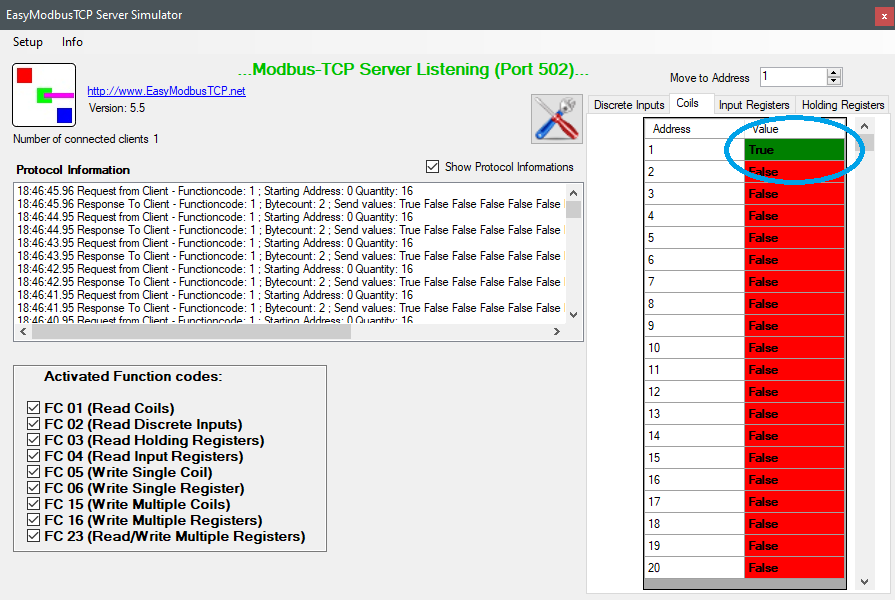 EasyModbusTCP Server Simulator
x
Setup Info
...Modbus-TCP Server Listening (Port 502)...
http://www.EasyModbusTCP.net
Version: 5.5
Number of connected clients 1
Move to Address 1
Protocol Information
Show Protocol Informations
18:46:45.96 Request from Client - Functioncode: 1 ; Starting Address: 0 Quantity: 16
18:46:45.95 Response To Client - Functioncode: 1 ; Bytecount: 2 ; Send values: True False False False False False
18:46:44.95 Request from Client - Functioncode: 1 ; Starting Address: 0 Quantity: 16
18:46:44.95 Response To Client - Functioncode: 1 ; Bytecount: 2 ; Send values: True False False False False False
18:46:43.95 Request from Client - Functioncode: 1 ; Starting Address: 0 Quantity: 16
18:46:43.95 Response To Client - Functioncode: 1 ; Bytecount: 2 ; Send values: True False False False False False
18:46:42.95 Request from Client - Functioncode: 1 ; Starting Address: 0 Quantity: 16
18:46:42.95 Response To Client - Functioncode: 1 ; Bytecount: 2 ; Send values: True False False False False False
18:46:41.95 Request from Client - Functioncode: 1 ; Starting Address: 0 Quantity: 16
18:46:41.95 Response To Client - Functioncode: 1 ; Bytecount: 2 ; Send values: True False False False False False
18:46:40.95 Request from Client - Functioncode: 1 ; Starting Address: 0 Quantity: 16
Activated Function codes:
FC 01 (Read Coils)
FC 02 (Read Discrete Inputs)
FC 03 (Read Holding Registers)
FC 04 (Read Input Registers)
FC 05 (Write Single Coil)
FC 06 (Write Single Register)
FC 15 (Write Multiple Coils)
FC 16 (Write Multiple Registers)
FC 23 (Read/Write Multiple Registers)
Discrete Inputs Coils Input Registers Holding Registers
Address Value
1 True
2 False
3 False
4 False
5 False
6 False
7 False
8 False
9 False
10 False
11 False
12 False
13 False
14 False
15 False
16 False
17 False
18 False
19 False
20 False